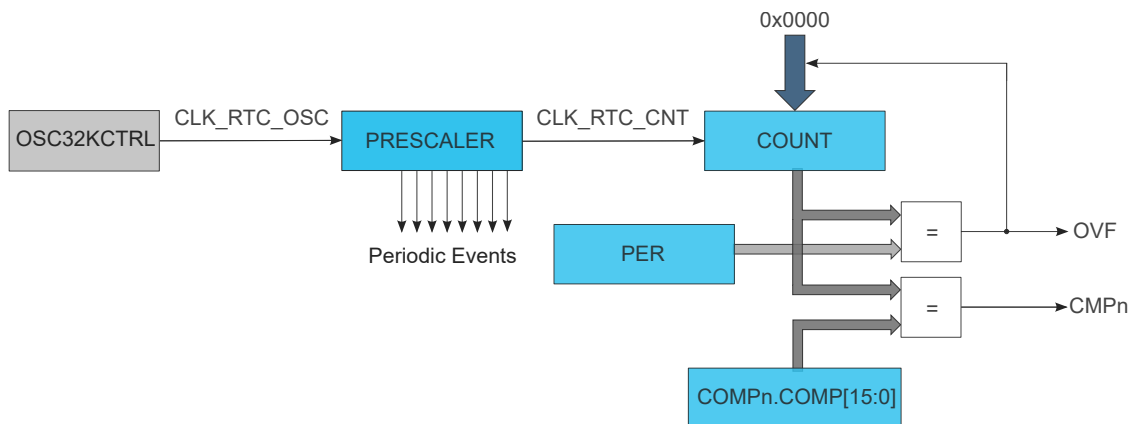 0x0000
OSC32KCTRL
CLK_RTC_OSC
PRESCALER
CLK_RTC_CNT
COUNT
Periodic Events
PER
=
OVF
=
CMPn
COMPn.COMP[15:0]